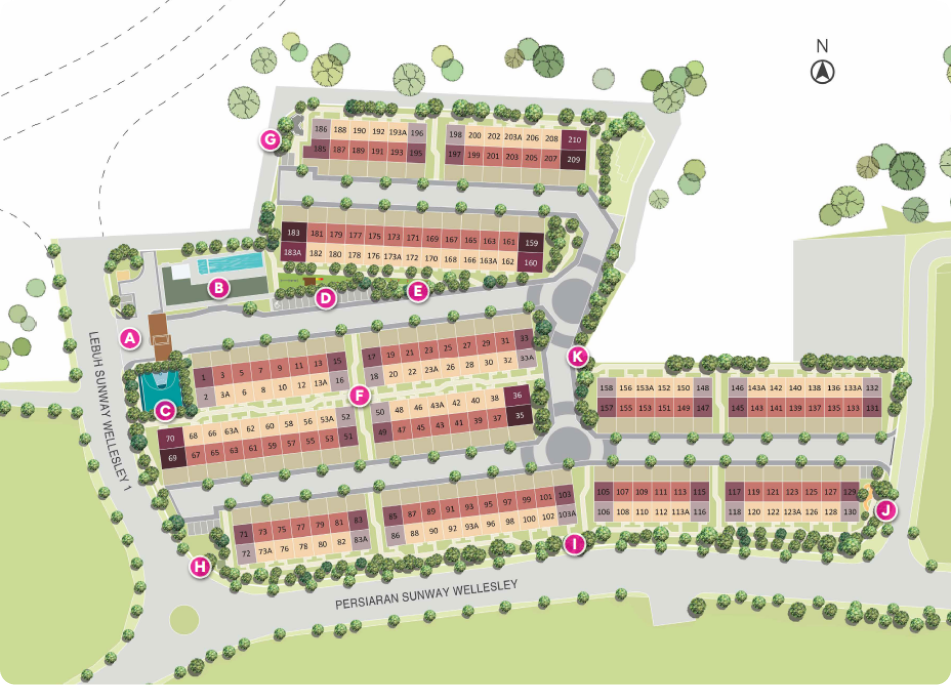 N
G
186 188 190 192 193A 196
198 200 202 203A 206 208 210
185 187 189 191 193 195
197 199 201 203 205 207 209
183 181 179 177 175 173 171 169 167 165 163 161 159
183A 182 180 178 176 173A 172 170 168 166 163A 162 160
B
D
E
A
LEBUH SUNWAY WELLESLEY 1
K
1 3 5 7 9 11 13 15
17 19 21 23 25 27 29 31 33
2 3A 6 8 10 12 13A 16
18 20 22 23A 26 28 30 32 33A
C
F
158 156 153A 152 150 148
146 143A 142 140 138 136 133A 132
157 155 153 151 149 147
145 143 141 139 137 135 133 131
70 68 66 63A 62 60 58 56 53A 52
50 48 46 43A 42 40 38 36
69 67 65 63 61 59 57 55 53 51
49 47 45 43 41 39 37 35
71 73 75 77 79 81 83
85 87 89 91 93 95 97 99 101 103
105 107 109 111 113 115
117 119 121 123 125 127 129
72 73A 76 78 80 82 83A
86 88 90 92 93A 96 98 100 102 103A
106 108 110 112 113A 116
118 120 122 123A 126 128 130
J
I
H
PERSIARAN SUNWAY WELLESLEY